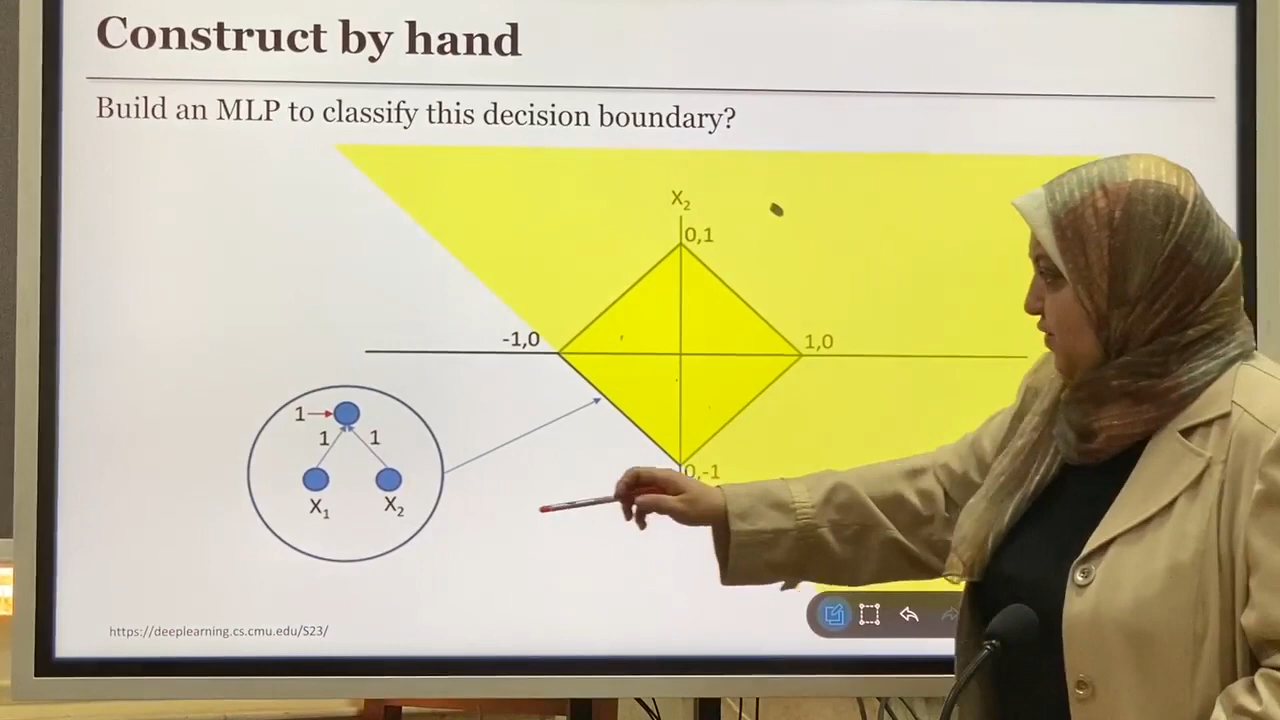 Construct by hand
Build an MLP to classify this decision boundary?
X₂
0,1
-1,0
1,0
0,-1
1
1
1
X₁
X₂
https://deeplearning.cs.cmu.edu/S23/